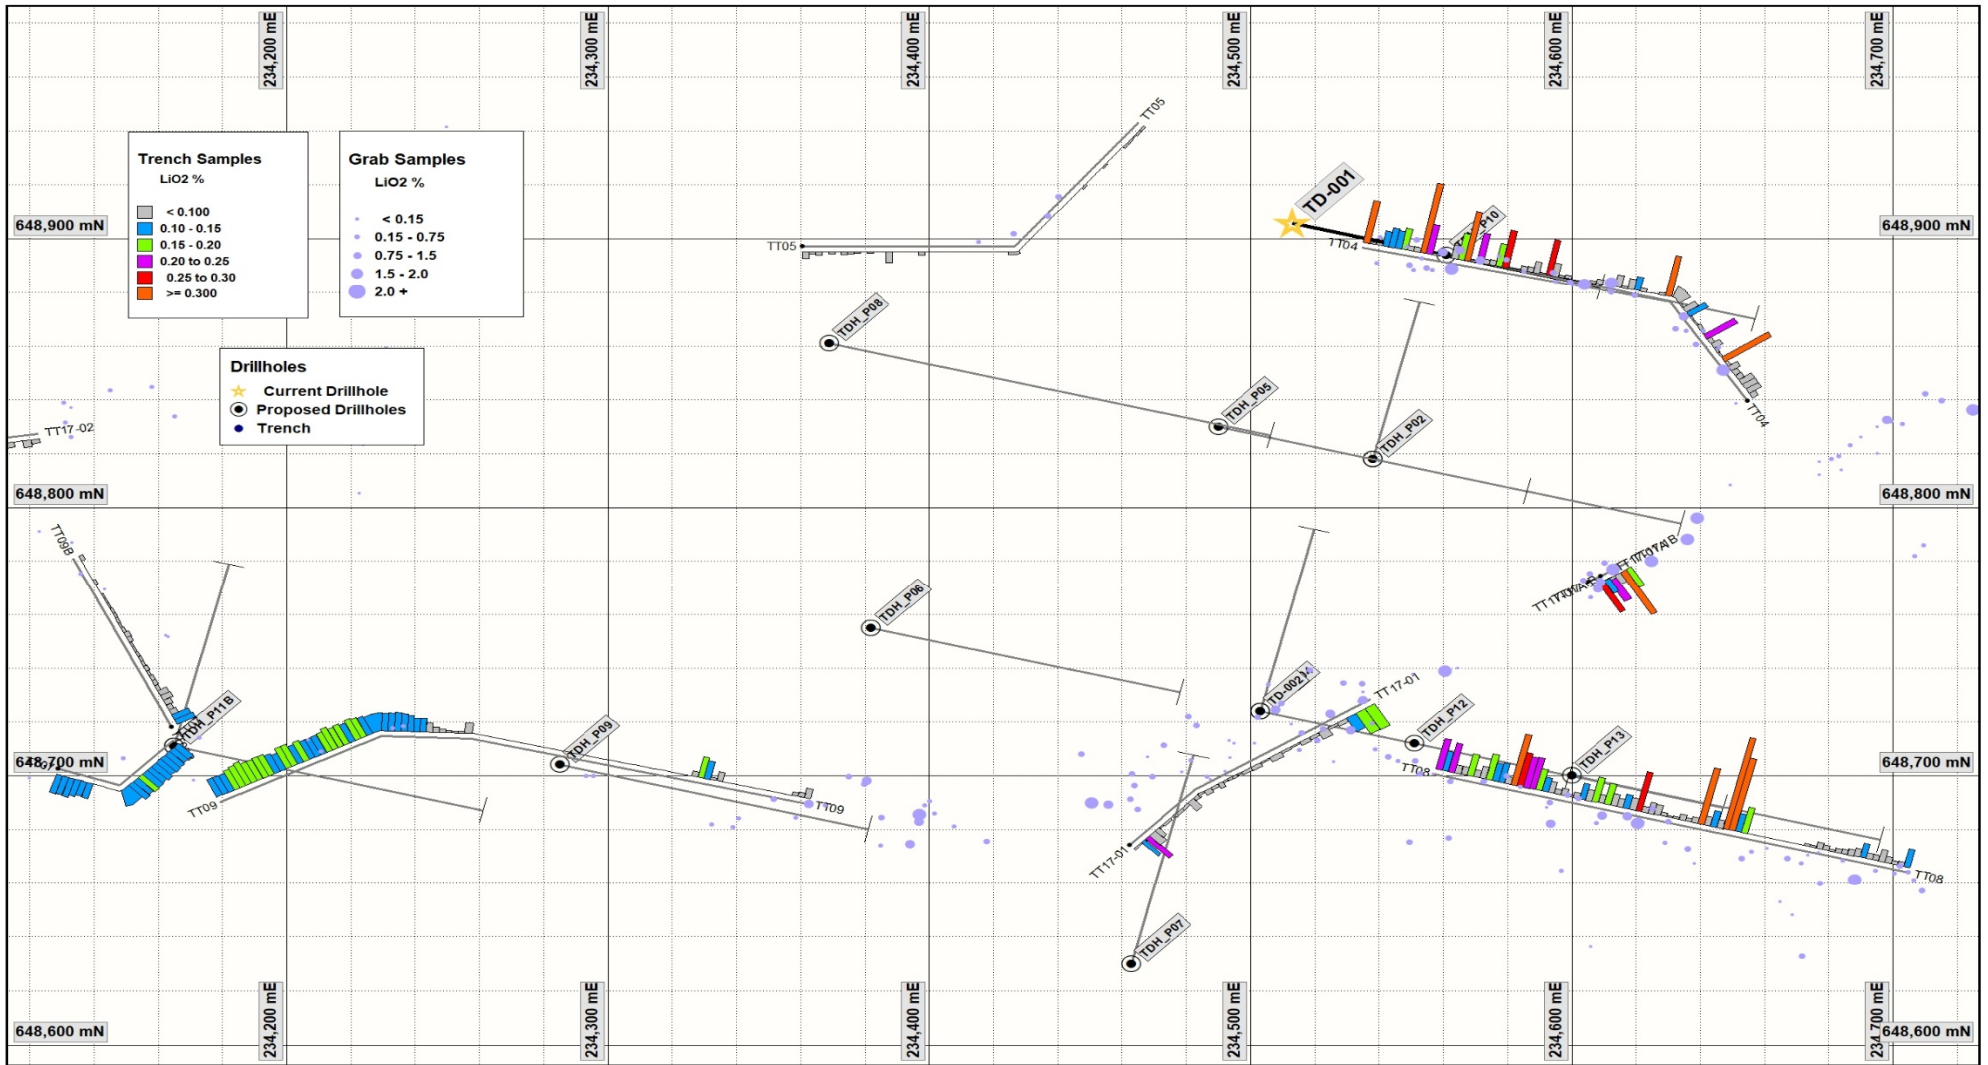 234,200 mE
234,300 mE
234,400 mE
234,500 mE
234,600 mE
234,700 mE
TT05
Trench Samples
LiO2 %
< 0.100
0.10 - 0.15
0.15 - 0.20
0.20 to 0.25
0.25 to 0.30
>= 0.300
Grab Samples
LiO2 %
< 0.15
0.15 - 0.75
0.75 - 1.5
1.5 - 2.0
2.0 +
TD-001
648,900 mN
648,900 mN
TT05
TT04
P10
TDH_P08
Drillholes
Current Drillhole
Proposed Drillholes
Trench
TDH_P05
TT04
TT17-02
TDH_P02
648,800 mN
648,800 mN
TT09B
TDH_P06
TT17-01
TD-002
TDH_P11B
TDH_P12
TDH_P09
TDH_P13
648,700 mN
648,700 mN
TT08
TT09
TT09
TT17-01
TT08
TDH_P07
234,200 mE
234,300 mE
234,400 mE
234,500 mE
234,600 mE
234,700 mE
648,600 mN
648,600 mN